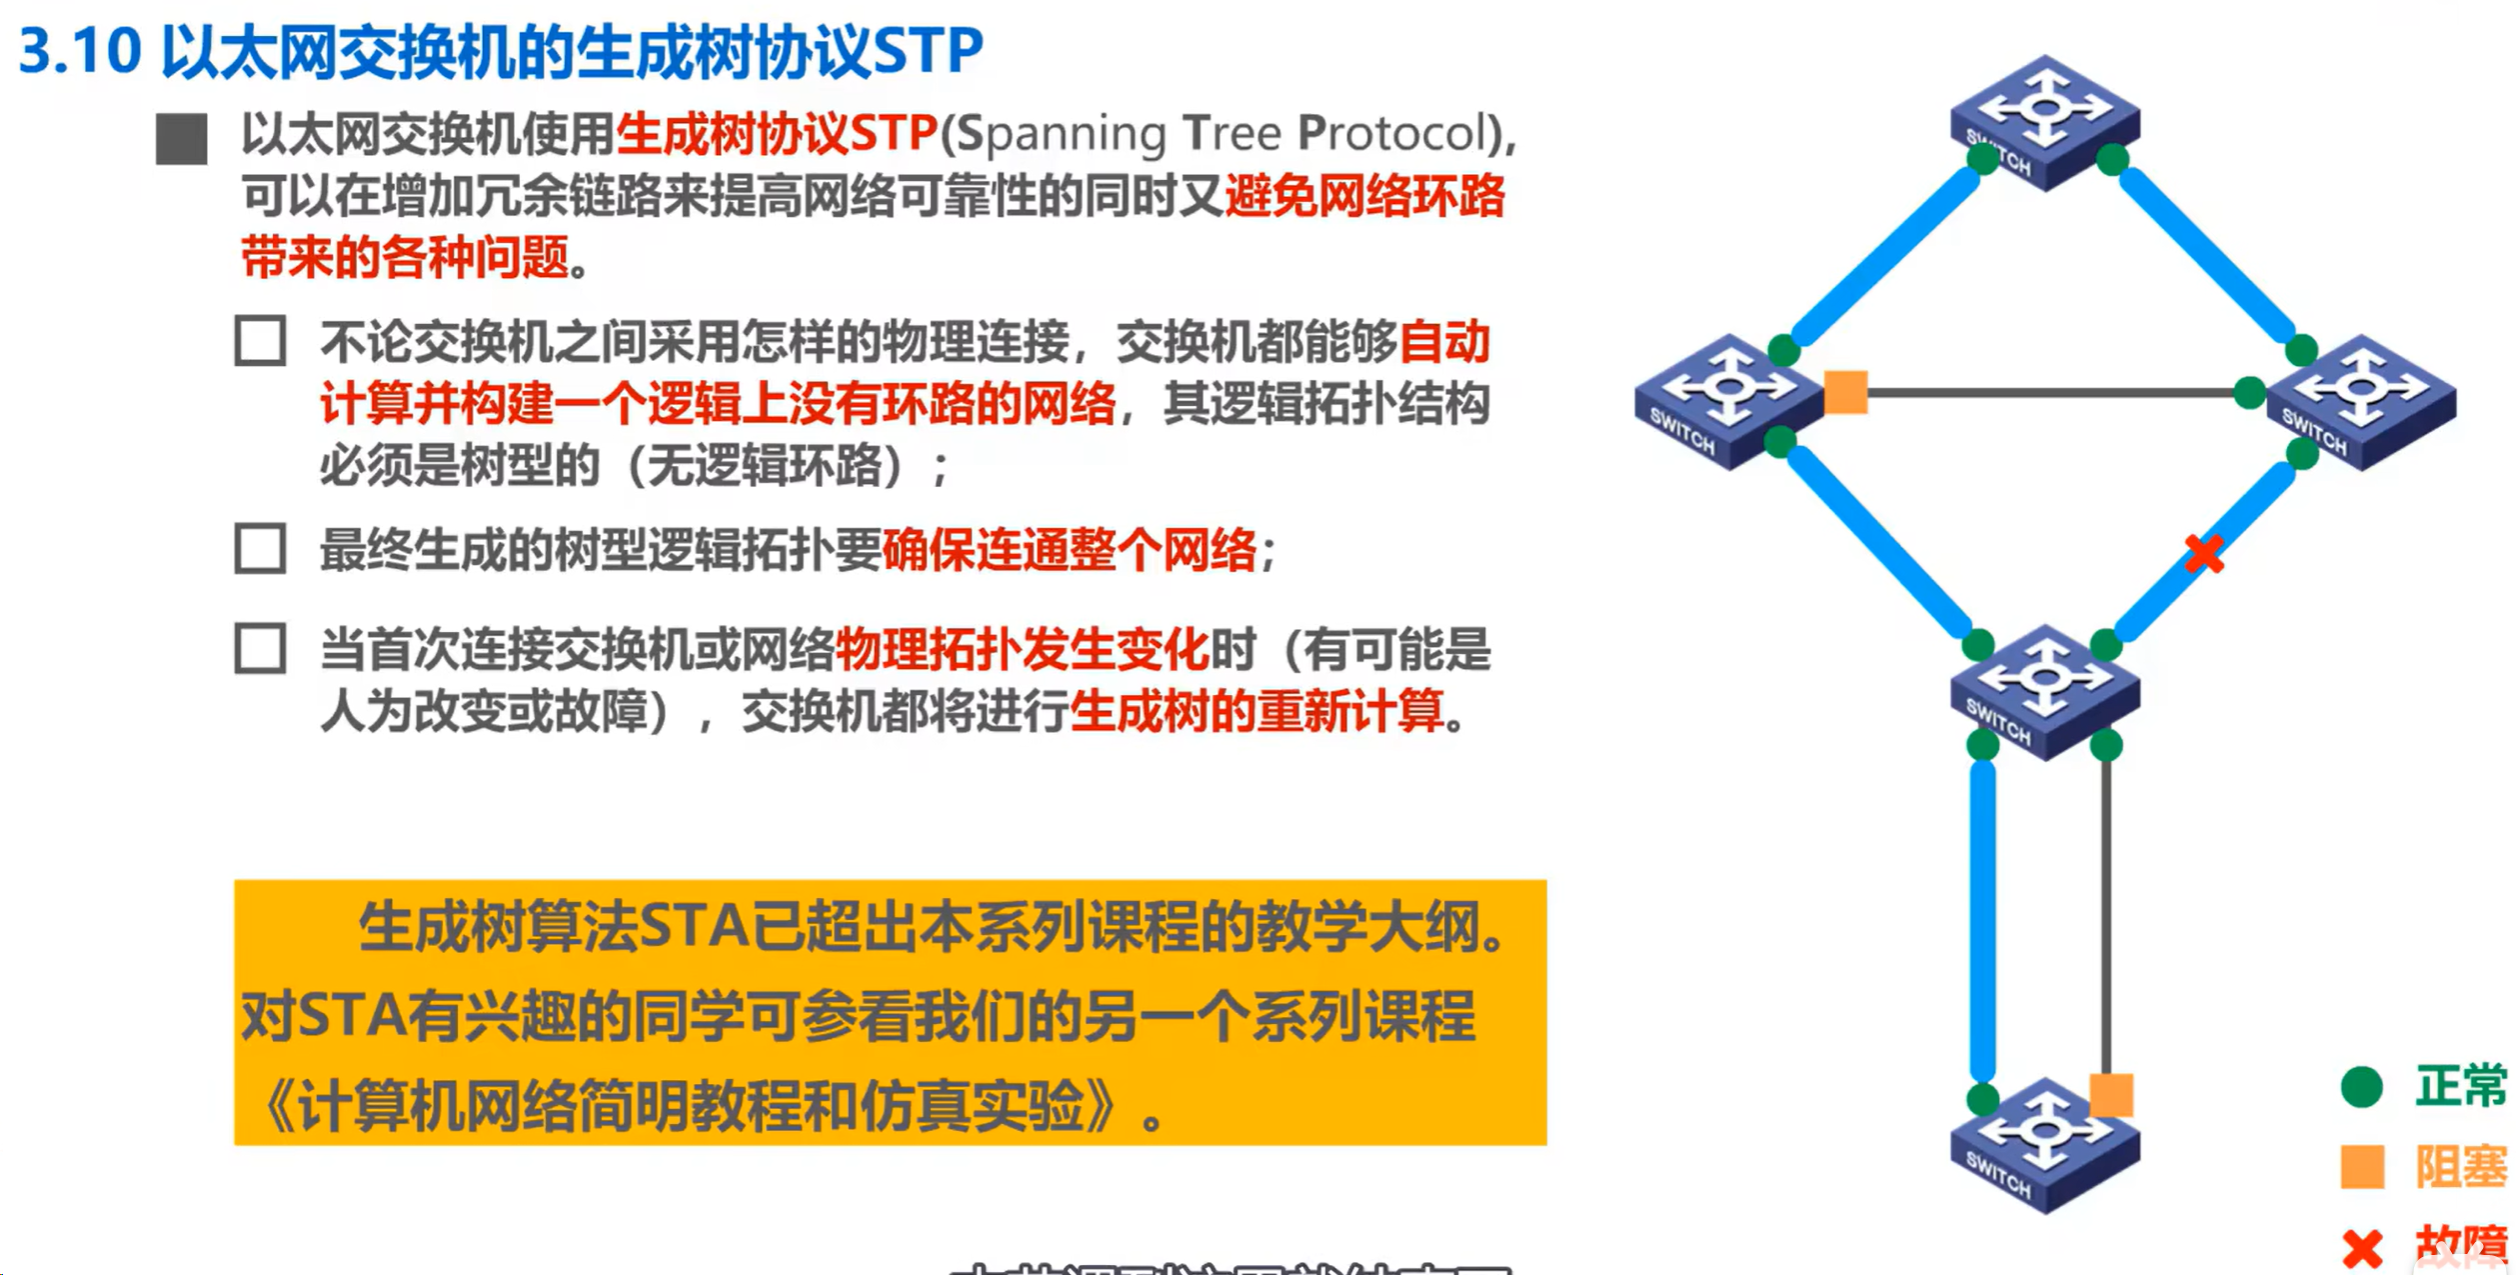 3.10 以太网交换机的生成树协议STP
以太网交换机使用生成树协议STP(Spanning Tree Protocol),
可以在增加冗余链路来提高网络可靠性的同时又避免网络环路
带来的各种问题。
不论交换机之间采用怎样的物理连接，交换机都能够自动
计算并构建一个逻辑上没有环路的网络，其逻辑拓扑结构
必须是树型的（无逻辑环路）；
最终生成的树型逻辑拓扑要确保连通整个网络；
当首次连接交换机或网络物理拓扑发生变化时（有可能是
人为改变或故障），交换机都将进行生成树的重新计算。
生成树算法STA已超出本系列课程的教学大纲。
对STA有兴趣的同学可参看我们的另一个系列课程
《计算机网络简明教程和仿真实验》。
SWITCH
SWITCH
SWITCH
SWITCH
SWITCH
正常
阻塞
故障